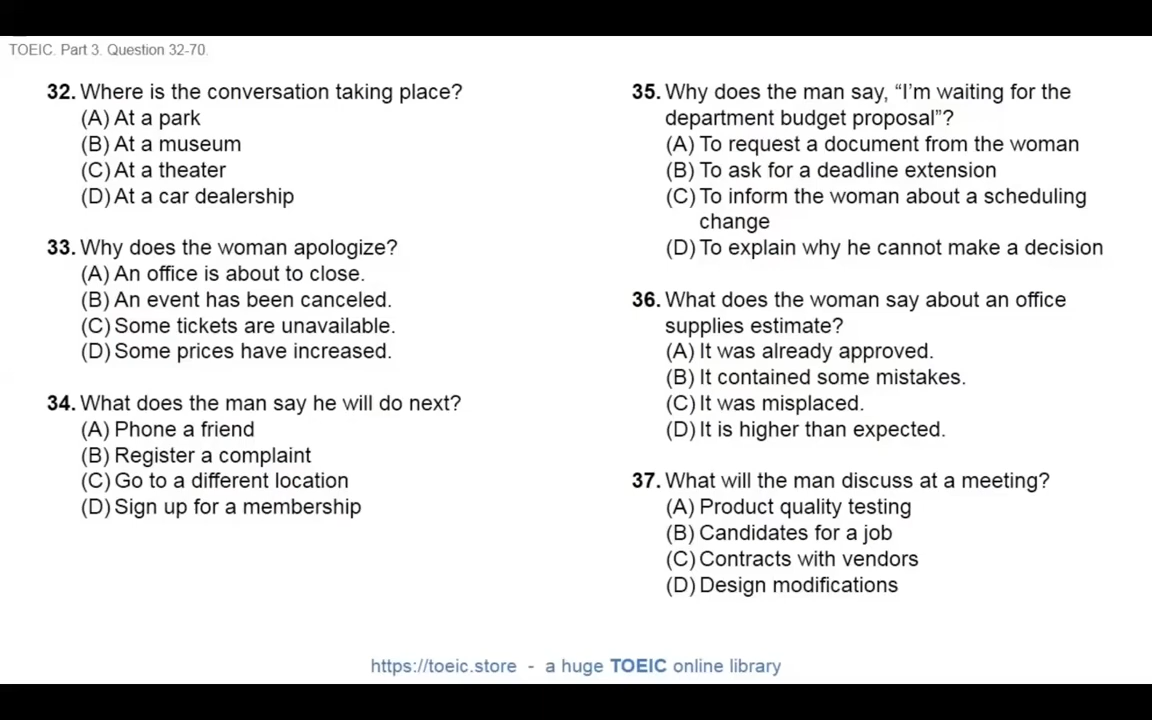 TOEIC. Part 3. Question 32-70.
32. Where is the conversation taking place?
(A) At a park
(B) At a museum
(C) At a theater
(D) At a car dealership
33. Why does the woman apologize?
(A) An office is about to close.
(B) An event has been canceled.
(C) Some tickets are unavailable.
(D) Some prices have increased.
34. What does the man say he will do next?
(A) Phone a friend
(B) Register a complaint
(C) Go to a different location
(D) Sign up for a membership
35. Why does the man say, “I’m waiting for the
department budget proposal”?
(A) To request a document from the woman
(B) To ask for a deadline extension
(C) To inform the woman about a scheduling
change
(D) To explain why he cannot make a decision
36. What does the woman say about an office
supplies estimate?
(A) It was already approved.
(B) It contained some mistakes.
(C) It was misplaced.
(D) It is higher than expected.
37. What will the man discuss at a meeting?
(A) Product quality testing
(B) Candidates for a job
(C) Contracts with vendors
(D) Design modifications
https://toeic.store - a huge TOEIC online library